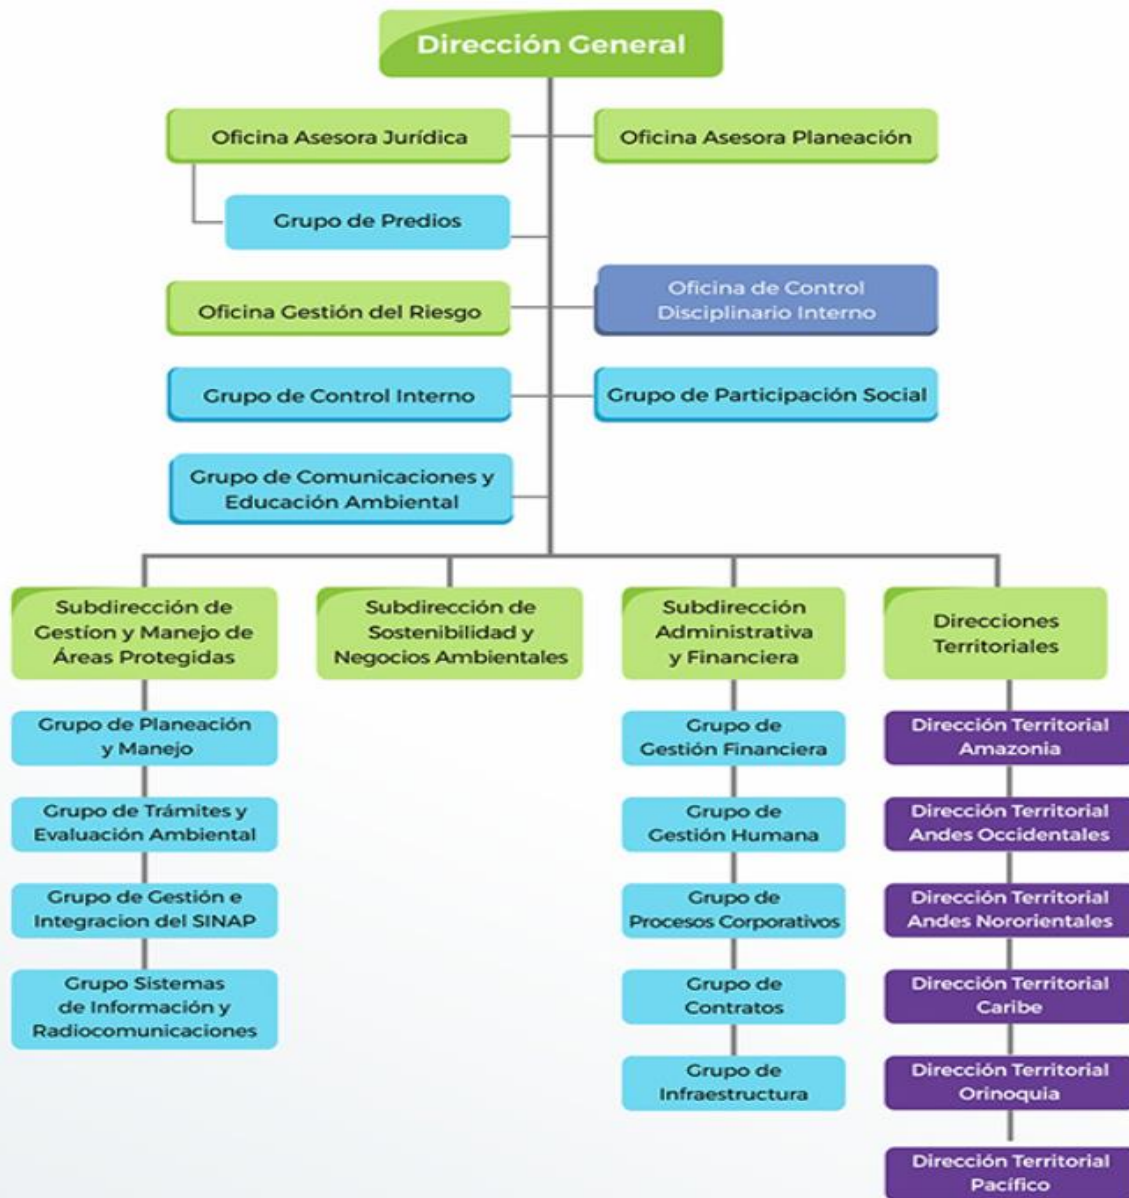 Dirección General
Oficina Asesora Jurídica
Oficina Asesora Planeación
Grupo de Predios
Oficina Gestión del Riesgo
Oficina de Control
Disciplinario Interno
Grupo de Control Interno
Grupo de Participación Social
Grupo de Comunicaciones y
Educación Ambiental
Subdirección de
Gestíon y Manejo de
Áreas Protegidas
Subdirección de
Sostenibilidad y
Negocios Ambientales
Subdirección
Administrativa
y Financiera
Direcciones
Territoriales
Grupo de Planeación
y Manejo
Grupo de Trámites y
Evaluación Ambiental
Grupo de Gestión e
Integracion del SINAP
Grupo Sistemas
de Información y
Radiocomunicaciones
Grupo de
Gestión Financiera
Grupo de
Gestión Humana
Grupo de
Procesos Corporativos
Grupo de
Contratos
Grupo de
Infraestructura
Dirección Territorial
Amazonia
Dirección Territorial
Andes Occidentales
Dirección Territorial
Andes Nororientales
Dirección Territorial
Caribe
Dirección Territorial
Orinoquia
Dirección Territorial
Pacífico